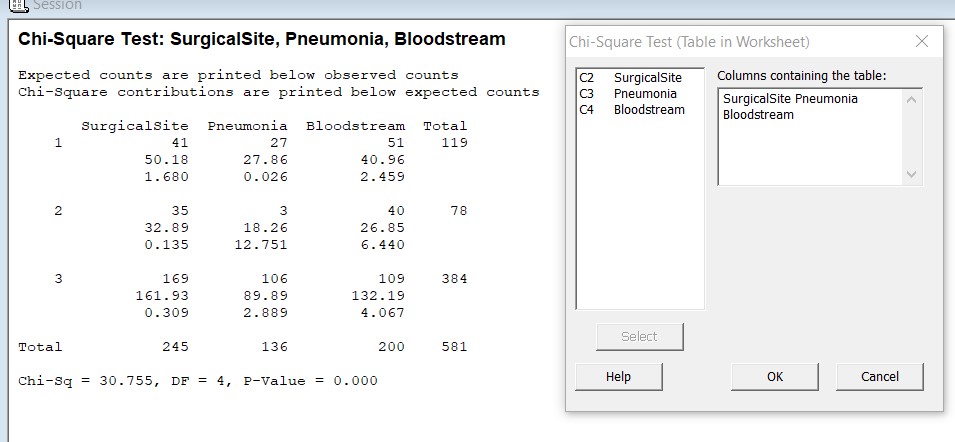 Session
Chi-Square Test: SurgicalSite, Pneumonia, Bloodstream
Expected counts are printed below observed counts
Chi-Square contributions are printed below expected counts
SurgicalSite Pneumonia Bloodstream Total
1 41 27 51 119
50.18 27.86 40.96
1.680 0.026 2.459
2 35 3 40 78
32.89 18.26 26.85
0.135 12.751 6.440
3 169 106 109 384
161.93 89.89 132.19
0.309 2.889 4.067
Total 245 136 200 581
Chi-Sq = 30.755, DF = 4, P-Value = 0.000
Chi-Square Test (Table in Worksheet)
C2 SurgicalSite
C3 Pneumonia
C4 Bloodstream
Columns containing the table:
SurgicalSite Pneumonia
Bloodstream
Select
Help
OK
Cancel